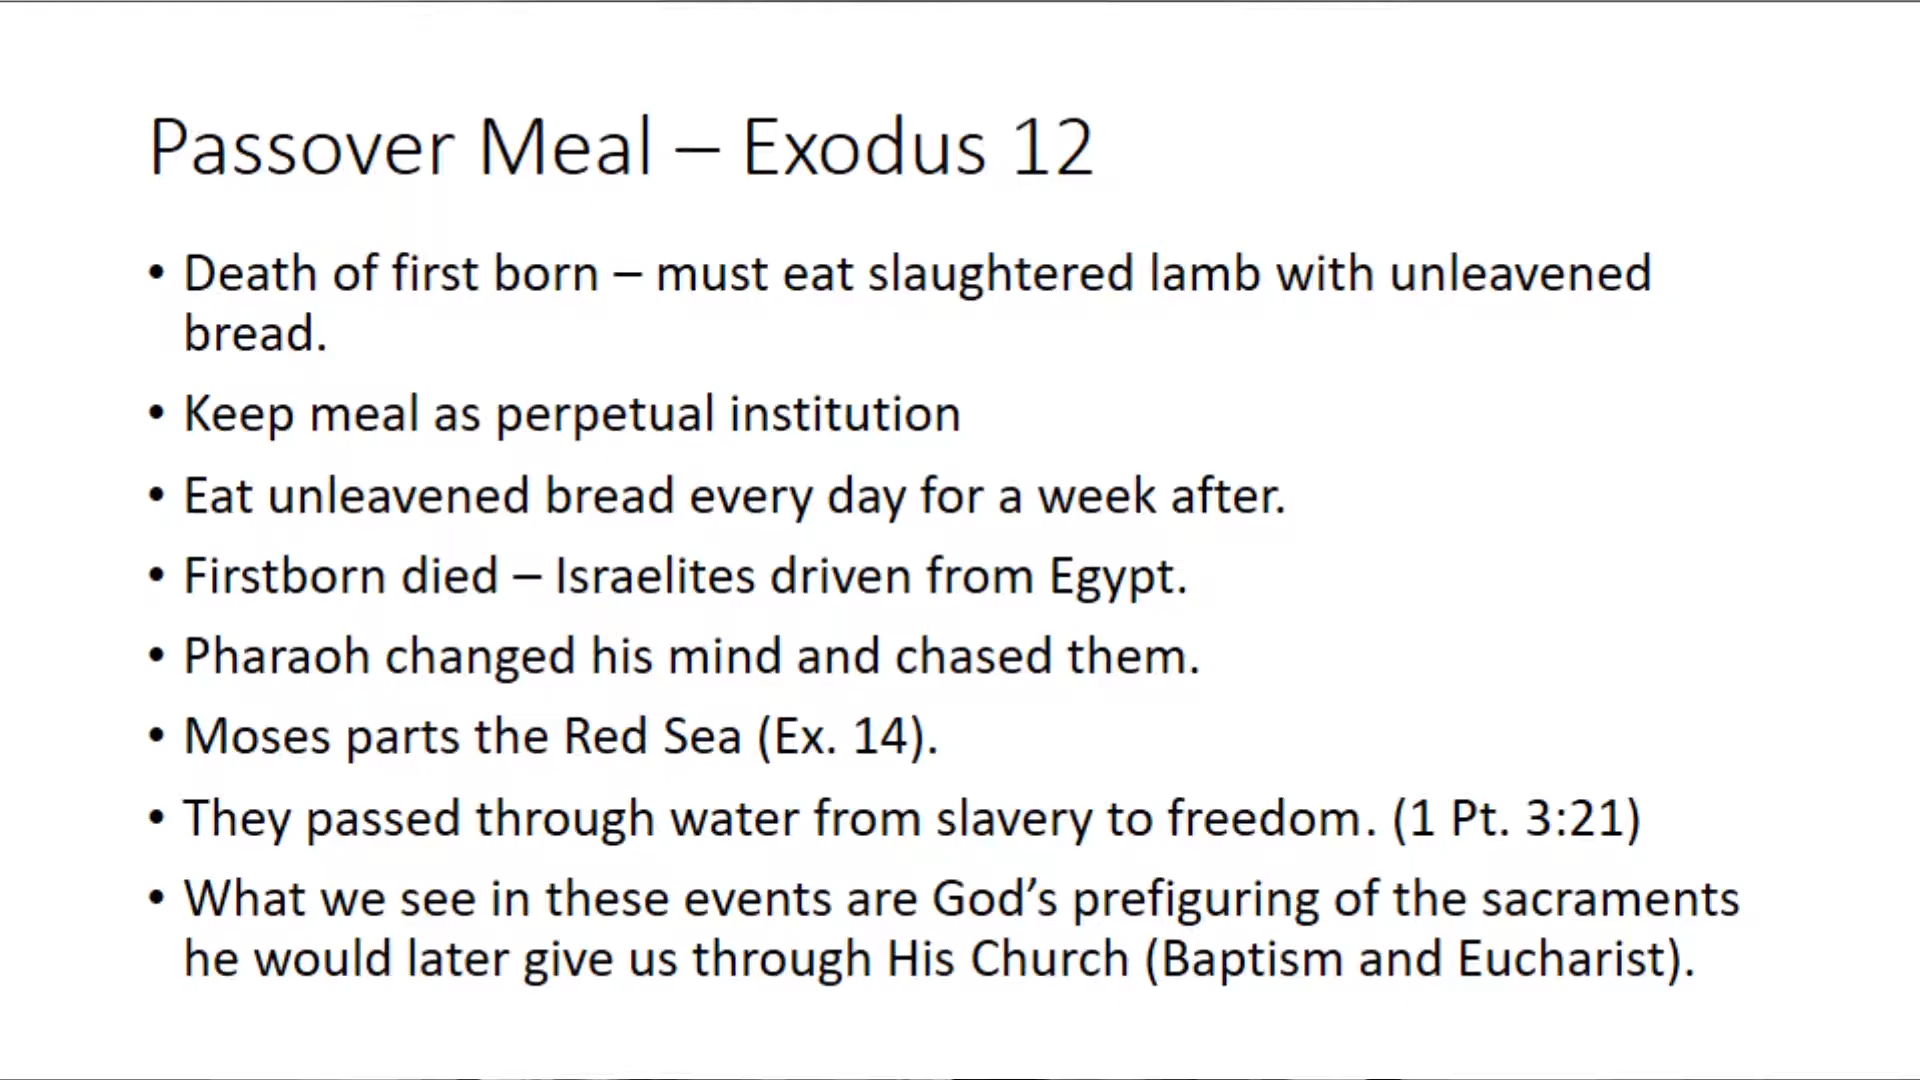 Passover Meal – Exodus 12
• Death of first born – must eat slaughtered lamb with unleavened
bread.
• Keep meal as perpetual institution
• Eat unleavened bread every day for a week after.
• Firstborn died – Israelites driven from Egypt.
• Pharaoh changed his mind and chased them.
• Moses parts the Red Sea (Ex. 14).
• They passed through water from slavery to freedom. (1 Pt. 3:21)
• What we see in these events are God’s prefiguring of the sacraments
he would later give us through His Church (Baptism and Eucharist).